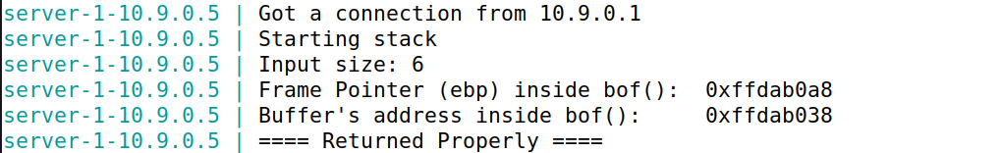 server-1-10.9.0.5 | Got a connection from 10.9.0.1
server-1-10.9.0.5 | Starting stack
server-1-10.9.0.5 | Input size: 6
server-1-10.9.0.5 | Frame Pointer (ebp) inside bof():  0xffdab0a8
server-1-10.9.0.5 | Buffer's address inside bof():     0xffdab038
server-1-10.9.0.5 | ==== Returned Properly ====